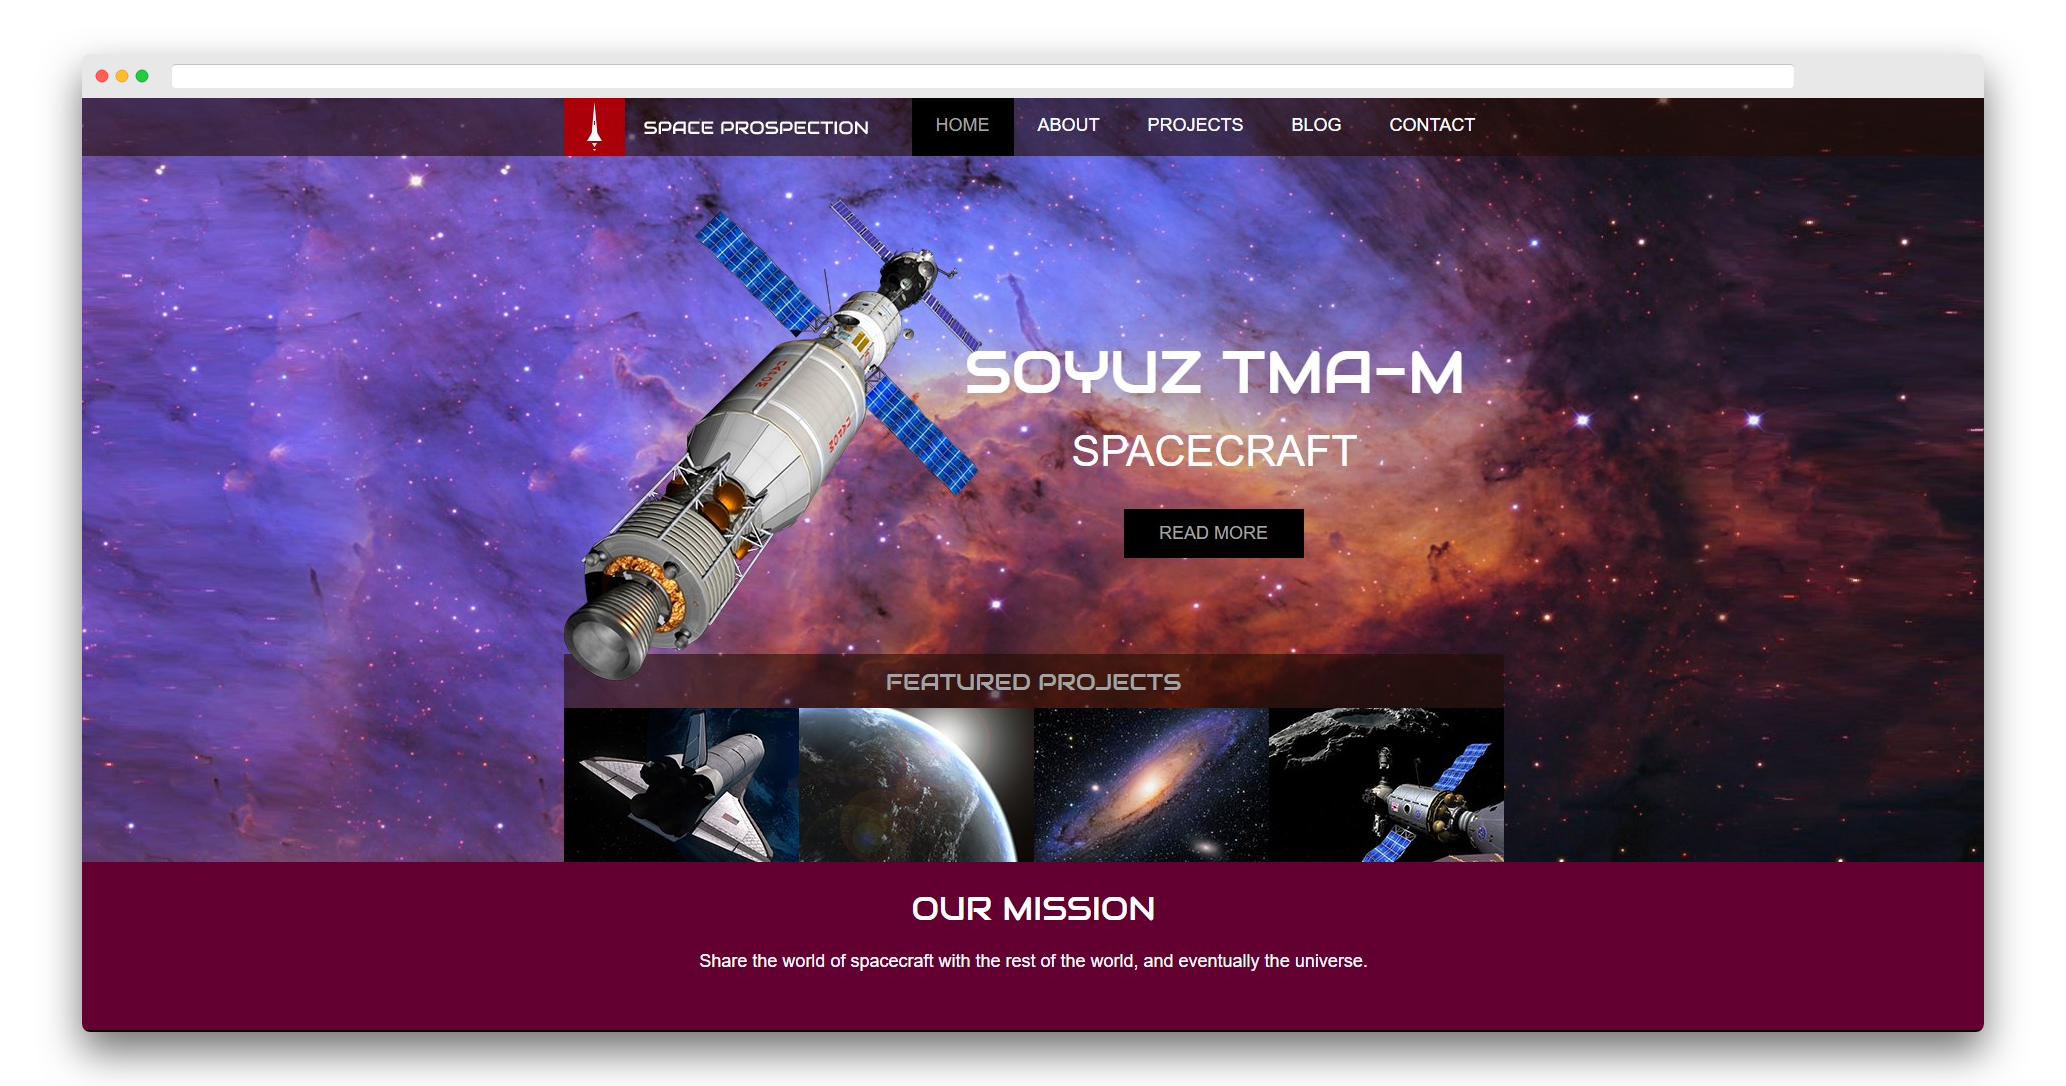 SPACE PROSPECTION
HOME ABOUT PROJECTS BLOG CONTACT
SOYUZ TMA-M
SPACECRAFT
READ MORE
FEATURED PROJECTS
OUR MISSION
Share the world of spacecraft with the rest of the world, and eventually the universe.